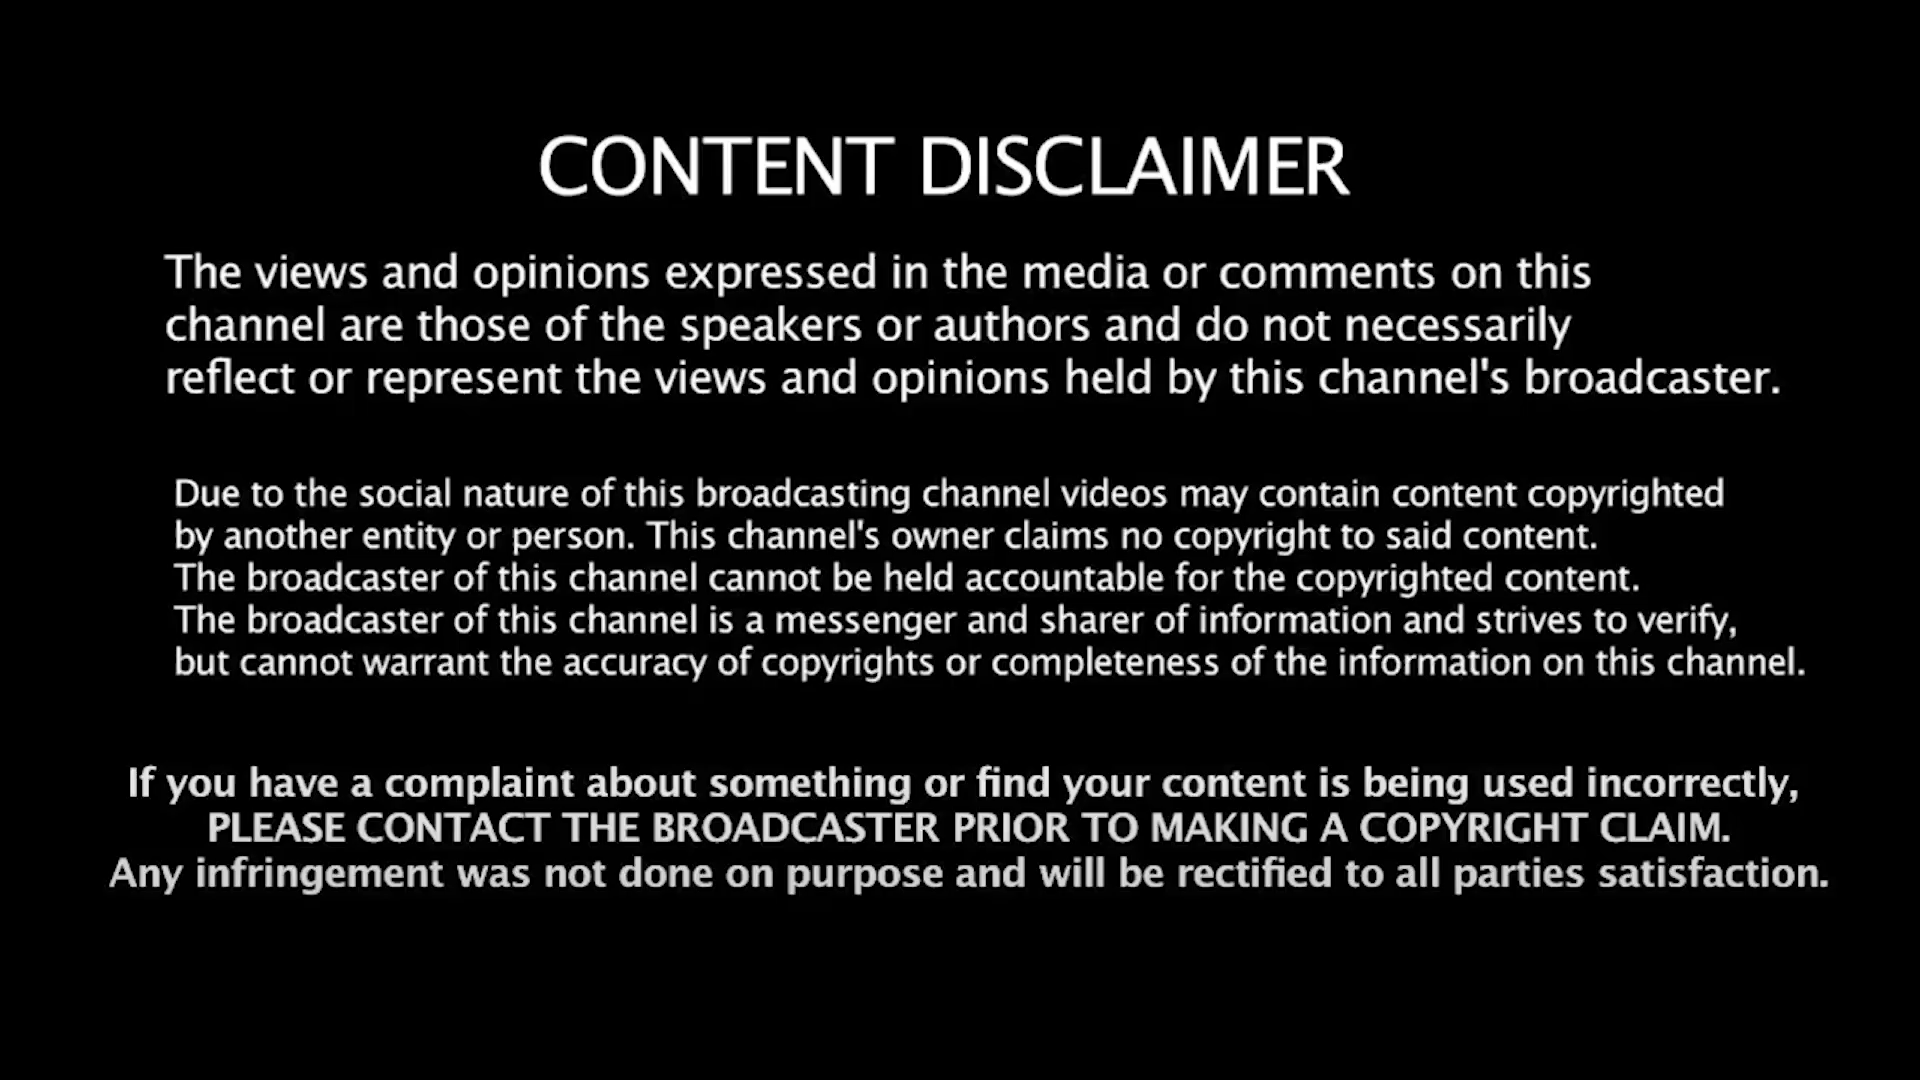 CONTENT DISCLAIMER
The views and opinions expressed in the media or comments on this
channel are those of the speakers or authors and do not necessarily
reflect or represent the views and opinions held by this channel's broadcaster.
Due to the social nature of this broadcasting channel videos may contain content copyrighted
by another entity or person. This channel's owner claims no copyright to said content.
The broadcaster of this channel cannot be held accountable for the copyrighted content.
The broadcaster of this channel is a messenger and sharer of information and strives to verify,
but cannot warrant the accuracy of copyrights or completeness of the information on this channel.
If you have a complaint about something or find your content is being used incorrectly,
PLEASE CONTACT THE BROADCASTER PRIOR TO MAKING A COPYRIGHT CLAIM.
Any infringement was not done on purpose and will be rectified to all parties satisfaction.